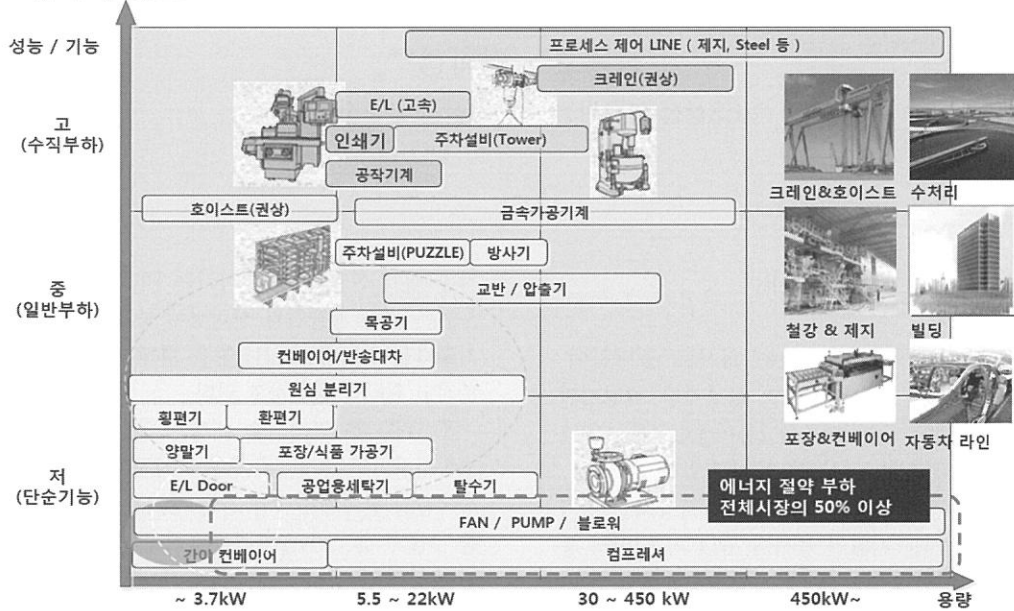 성능 / 기능
프로세스 제어 LINE ( 제지, Steel 등 )
크레인(권상)
E/L (고속)
고
(수직부하)
인쇄기
주차설비(Tower)
공작기계
크레인&호이스트
수처리
호이스트(권상)
금속가공기계
주차설비(PUZZLE)
방사기
중
(일반부하)
교반 / 압출기
목공기
철강 & 제지
빌딩
컨베이어/반송대차
원심 분리기
횡편기
환편기
포장&컨베이어
자동차 라인
양말기
포장/식품 가공기
저
(단순기능)
E/L Door
공업용세탁기
탈수기
에너지 절약 부하
전체시장의 50% 이상
FAN / PUMP / 블로워
간이 컨베이어
컴프레셔
~ 3.7kW
5.5 ~ 22kW
30 ~ 450 kW
450kW~
용량